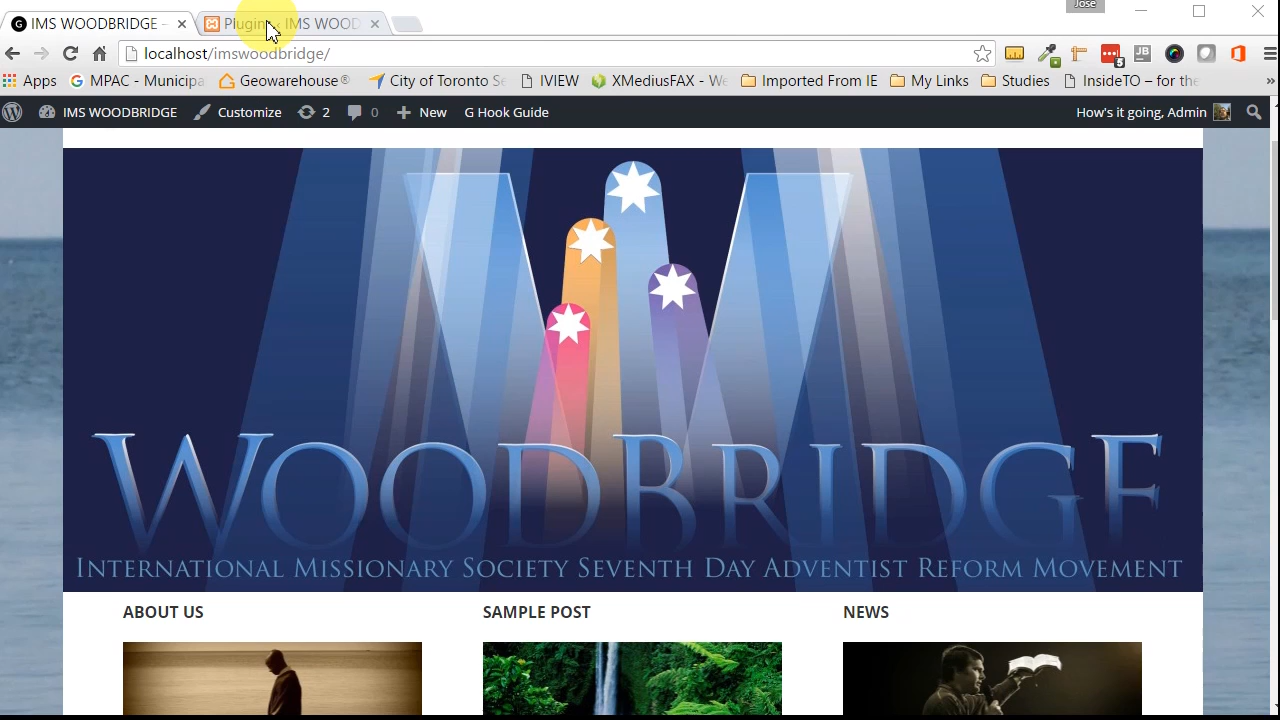 Jose
IMS WOODBRIDGE –
Plugins IMS WOOD
localhost/imswoodbridge/
Apps
MPAC - Municipa
Geowarehouse®
City of Toronto Se
IVIEW
XMediusFAX - We
Imported From IE
My Links
Studies
InsideTO – for the
»
IMS WOODBRIDGE
Customize
2
0
New
G Hook Guide
How's it going, Admin
WOODBRIDGE
INTERNATIONAL MISSIONARY SOCIETY SEVENTH DAY ADVENTIST REFORM MOVEMENT
ABOUT US
SAMPLE POST
NEWS